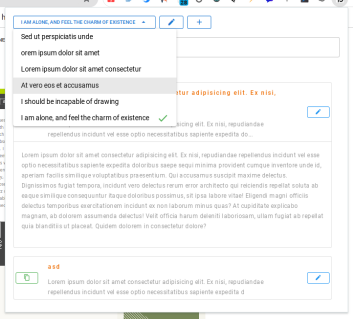 I AM ALONE, AND FEEL THE CHARM OF EXISTENCE
Sed ut perspiciatis unde
orem ipsum dolor sit amet
Lorem ipsum dolor sit amet consectetur
At vero eos et accusamus
I should be incapable of drawing
I am alone, and feel the charm of existence
tur adipisicing elit. Ex nisi,
cing elit. Ex nisi, repudiandae
repellendus incidunt vel esse optio necessitatibus sapiente expedita do...
Lorem ipsum dolor sit amet consectetur adipisicing elit. Ex nisi, repudiandae repellendus incidunt vel esse
optio necessitatibus sapiente expedita doloribus saepe sequi minima provident cumque inventore unde id,
aperiam facilis similique voluptatum. Qui accusamus suscipit maxime delectus.
Dignissimos fugiat tempora, incidunt vero delectus rerum error architecto qui reiciendis repellat soluta ab
eaque similique consequuntur. Eaque doloribus possimus, sit ipsa labore vitae! Eligendi magni officiis
delectus temporibus exercitationem incidunt ex non laborum minus quas? At cupiditate explicabo
magnam, ab dolorem assumenda delectus! Velit officia harum deleniti laboriosam, ullam fugiat ab repellat
quia blanditiis ut placeat. Quidem dolorem in consectetur dolore?
asd
Lorem ipsum dolor sit amet consectetur adipisicing elit. Ex nisi, repudiandae
repellendus incidunt vel esse optio necessitatibus sapiente expedita d